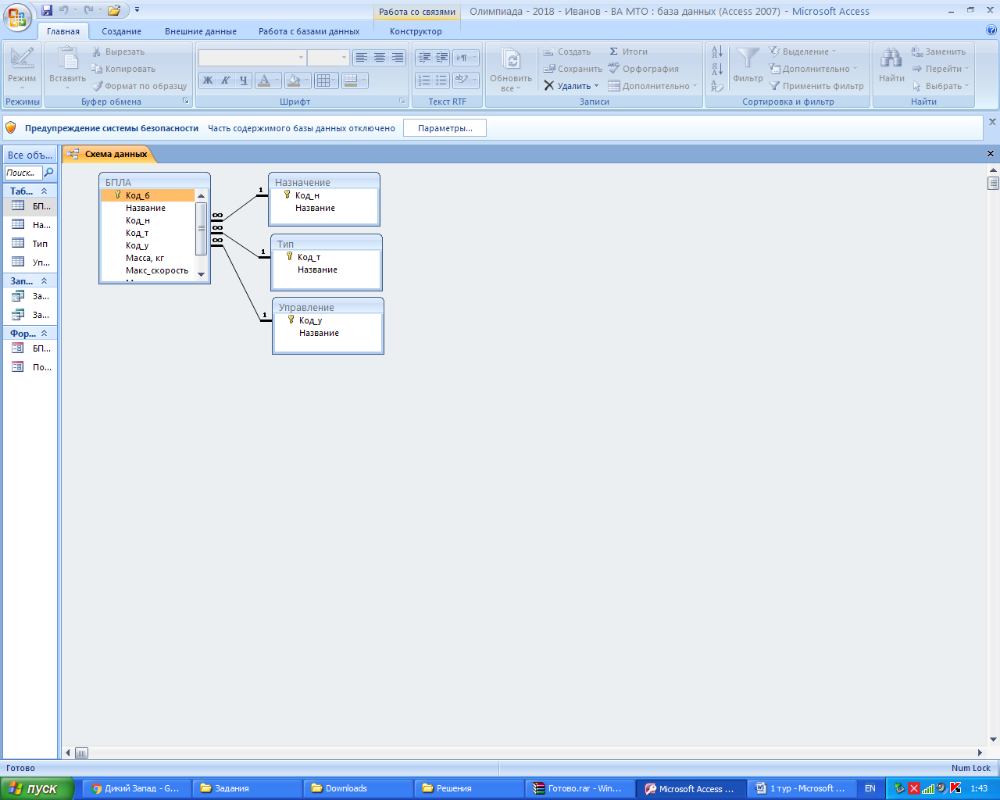 Работа со связями
Олимпиада - 2018 - Иванов - ВА МТО : база данных (Access 2007) - Microsoft Access
Главная Создание Внешние данные Работа с базами данных Конструктор
Режим
Режимы
Вставить
Вырезать
Копировать
Формат по образцу
Буфер обмена
Ж К Ч
Шрифт
Текст RTF
Обновить все
Создать
Сохранить
Удалить
Итоги
Орфография
Дополнительно
Записи
Фильтр
Выделение
Дополнительно
Применить фильтр
Сортировка и фильтр
Найти
Заменить
Перейти
Выбрать
Найти
Предупреждение системы безопасности Часть содержимого базы данных отключено Параметры...
Все объ...
Поиск...
Таб...
БП...
На...
Тип
Уп...
Зап...
За...
За...
Фор...
БП...
По...
Схема данных
БПЛА
Код_б
Название
Код_н
Код_т
Код_у
Масса, кг
Макс_скорость
∞
∞
∞
1
1
1
Назначение
Код_н
Название
Тип
Код_т
Название
Управление
Код_у
Название
Готово
Num Lock
пуск
Дикий Запад - G...
Задания
Downloads
Решения
Готово.rar - Win...
Microsoft Access ...
1 тур - Microsoft ...
EN
1:43